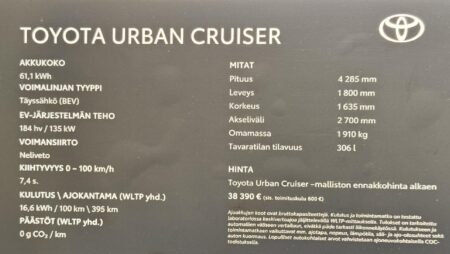 TOYOTA URBAN CRUISER
TOYOTA
AKKUKOKO
61,1 kWh
VOIMALINJAN TYYPPI
Täyssähkö (BEV)
EV-JÄRJESTELMÄN TEHO
184 hv / 135 kW
VOIMANSIIRTO
Neliveto
KIIHTYVYYS 0 – 100 km/h
7,4 s.
KULUTUS \ AJOKANTAMA (WLTP yhd.)
16,6 kWh / 100 km \ 395 km
PÄÄSTÖT (WLTP yhd.)
0 g CO₂ / km
MITAT
Pituus 4 285 mm
Leveys 1 800 mm
Korkeus 1 635 mm
Akseliväli 2 700 mm
Omamassa 1 910 kg
Tavaratilan tilavuus 306 l
HINTA
Toyota Urban Cruiser –malliston ennakkohinta alkaen
38 390 € (sis. toimituskulu 600 €)